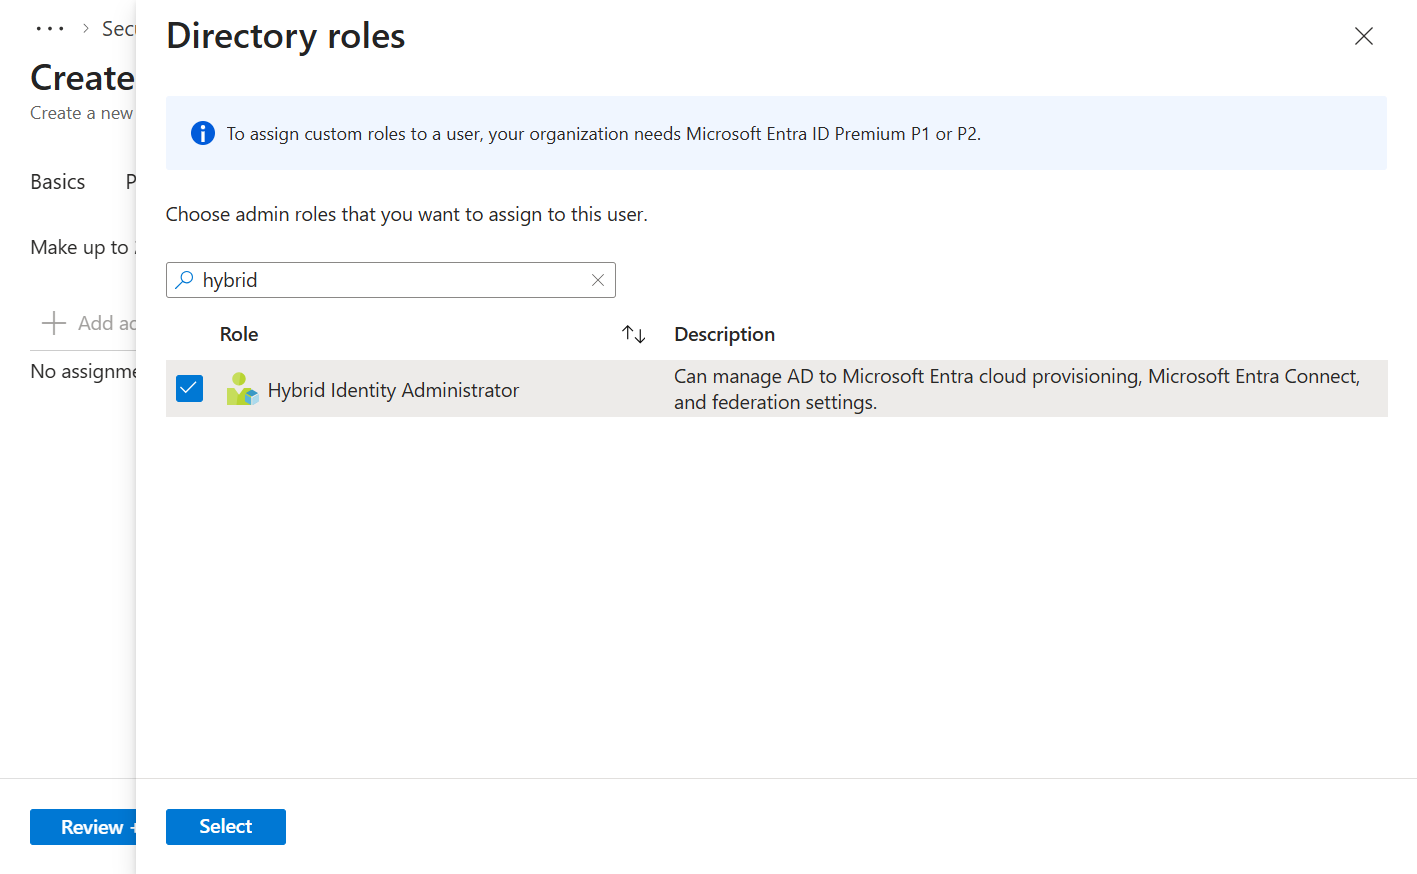 ... > Secu
Create
Create a new
Basics
Make up to
Add ad
No assignme
Review +
Directory roles
To assign custom roles to a user, your organization needs Microsoft Entra ID Premium P1 or P2.
Choose admin roles that you want to assign to this user.
hybrid
Role Description
Hybrid Identity Administrator
Can manage AD to Microsoft Entra cloud provisioning, Microsoft Entra Connect,
and federation settings.
Select